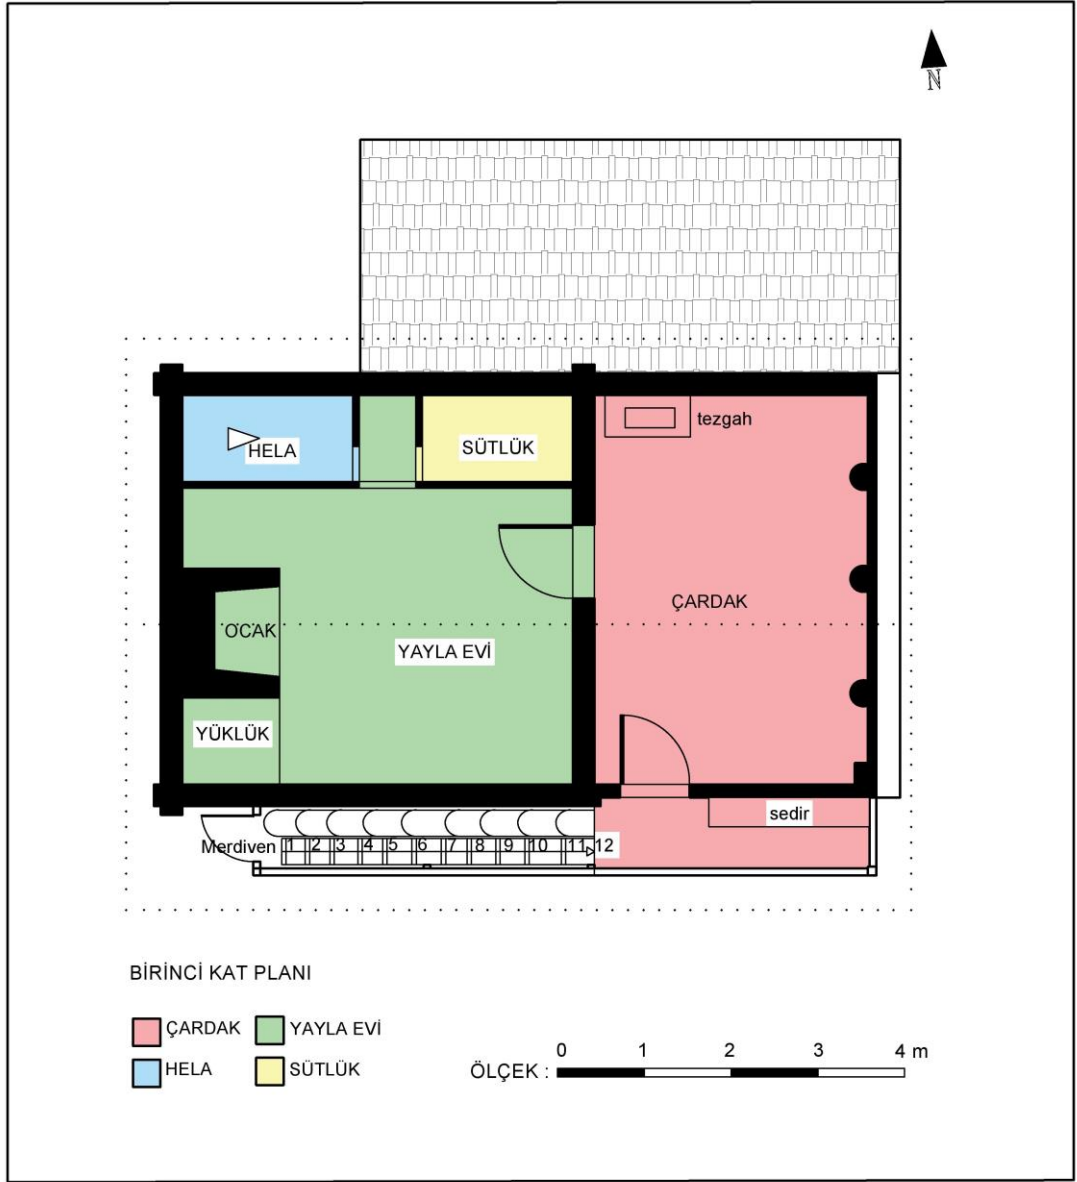 N
tezgah
HELA
SÜTLÜK
ÇARDAK
OCAK
YAYLA EVİ
YÜKLÜK
sedir
Merdiven 1 2 3 4 5 6 7 8 9 10 11 12
BİRİNCİ KAT PLANI
ÇARDAK YAYLA EVİ
HELA SÜTLÜK
ÖLÇEK : 0 1 2 3 4 m